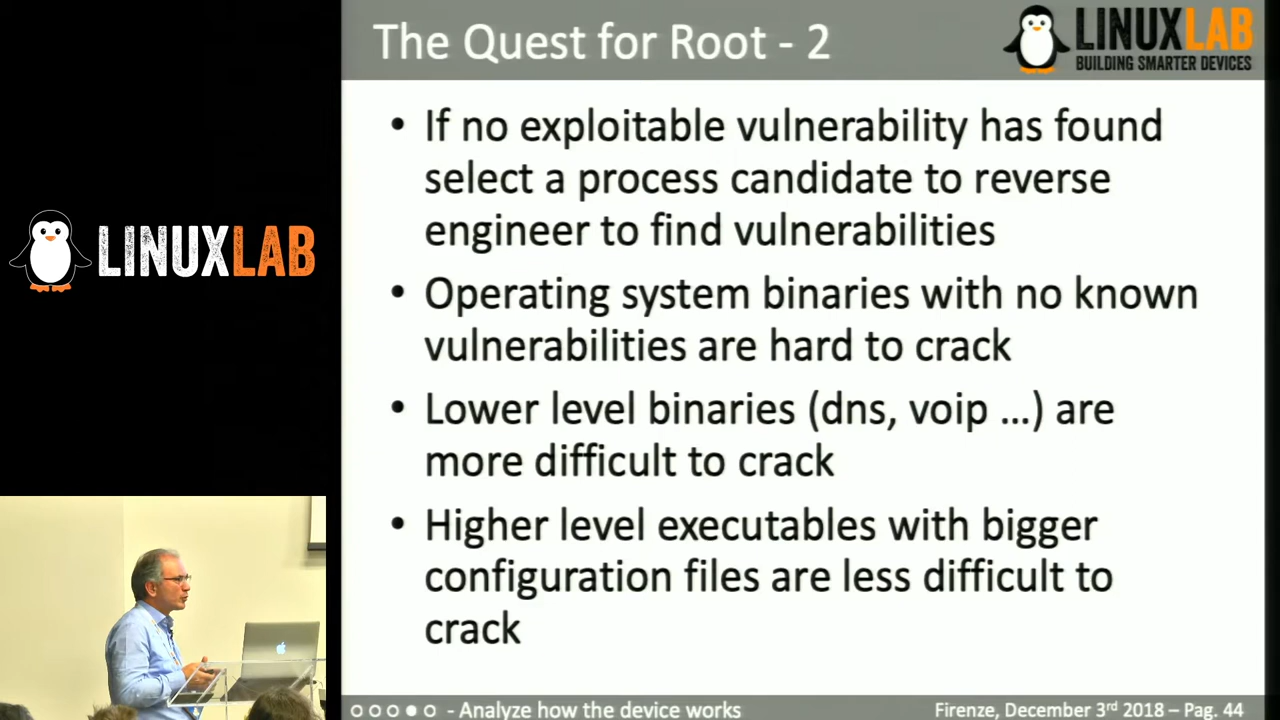 The Quest for Root - 2
LINUXLAB
BUILDING SMARTER DEVICES
LINUXLAB
• If no exploitable vulnerability has found
select a process candidate to reverse
engineer to find vulnerabilities
• Operating system binaries with no known
vulnerabilities are hard to crack
• Lower level binaries (dns, voip ...) are
more difficult to crack
• Higher level executables with bigger
configuration files are less difficult to
crack
- Analyze how the device works
Firenze, December 3rd 2018 – Pag. 44